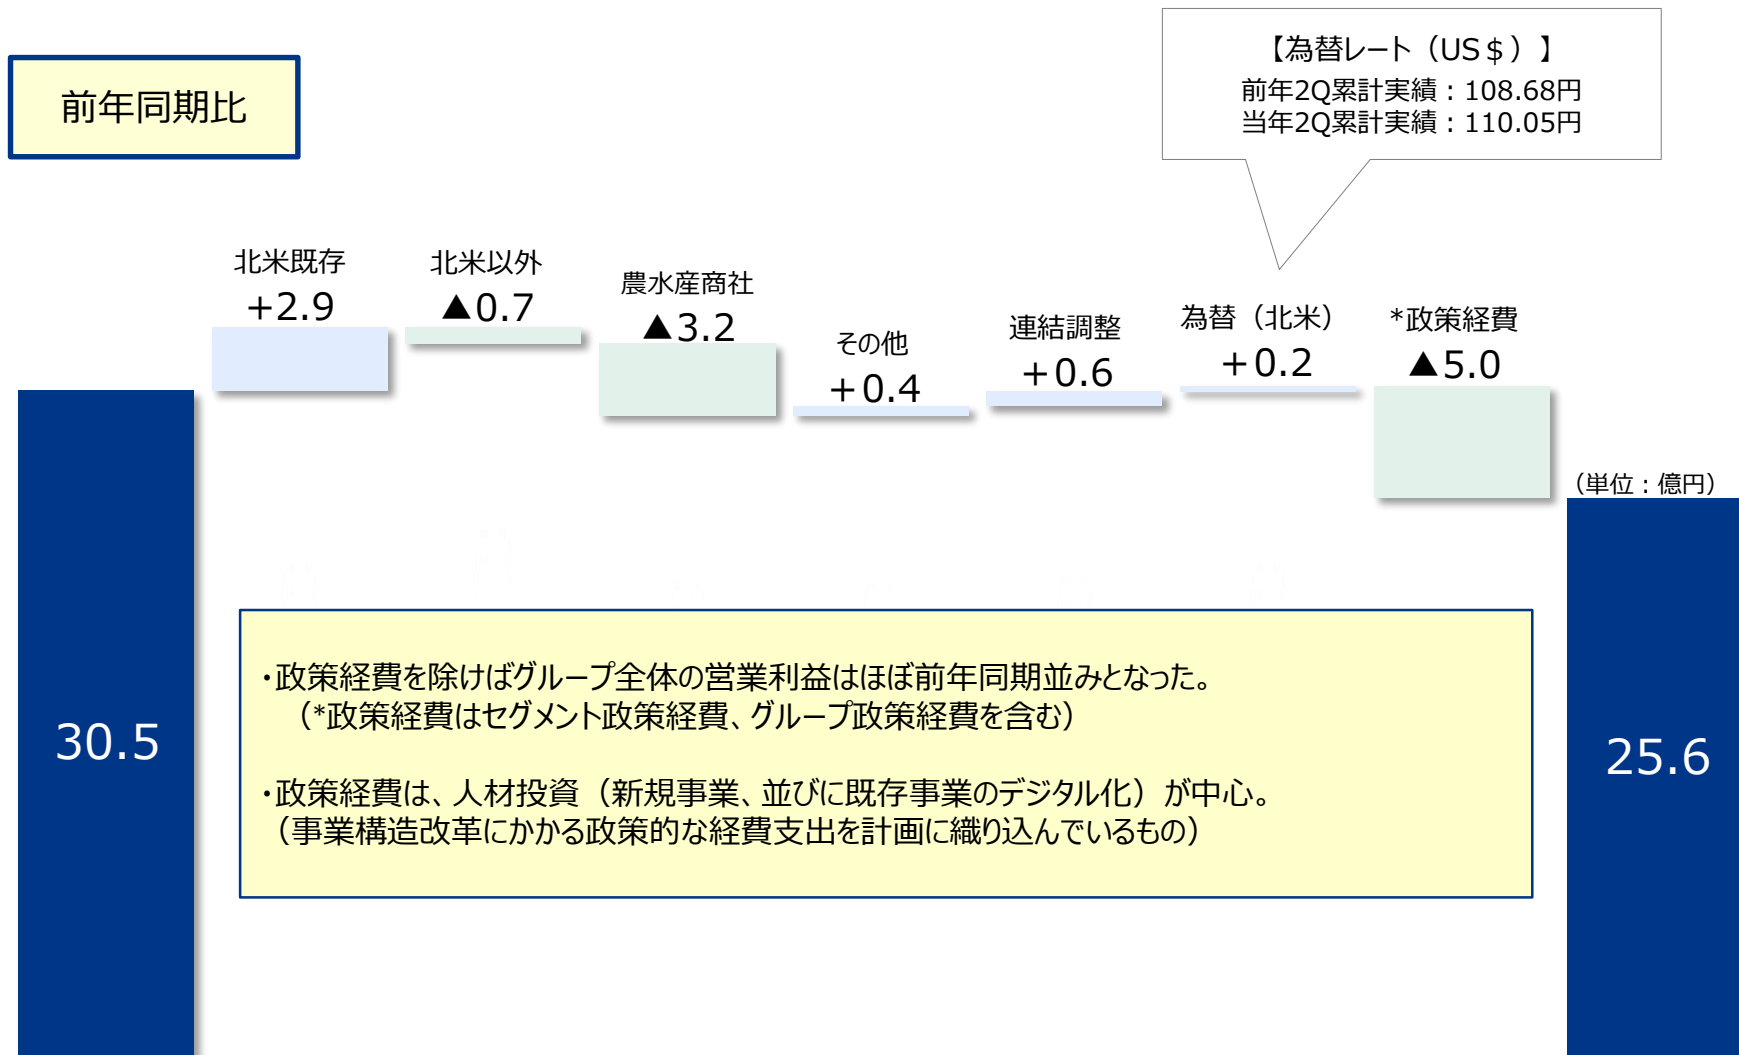 前年同期比
【為替レート（US＄）】
前年2Q累計実績：108.68円
当年2Q累計実績：110.05円
北米既存
+2.9
北米以外
▲0.7
農水産商社
▲3.2
その他
＋0.4
連結調整
＋0.6
為替（北米）
＋0.2
*政策経費
▲5.0
（単位：億円）
30.5
・政策経費を除けばグループ全体の営業利益はほぼ前年同期並みとなった。
（*政策経費はセグメント政策経費、グループ政策経費を含む）
・政策経費は、人材投資（新規事業、並びに既存事業のデジタル化）が中心。
（事業構造改革にかかる政策的な経費支出を計画に織り込んでいるもの）
25.6